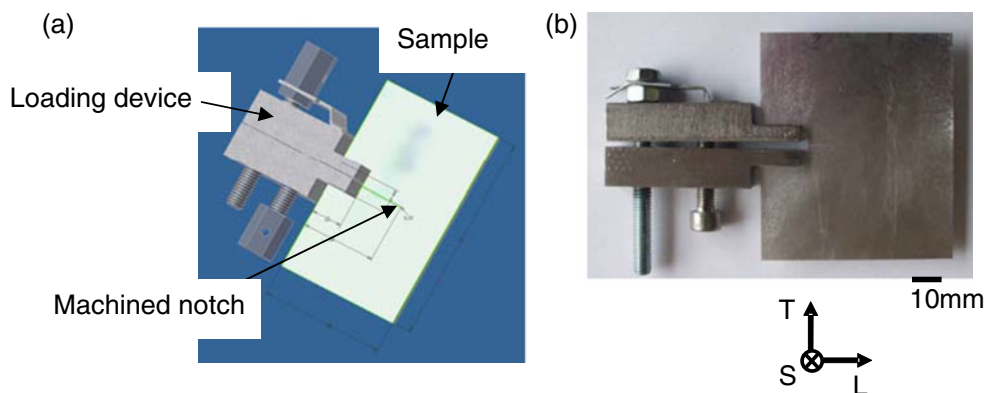 (a)
Sample
Loading device
Machined notch
(b)
10mm
T
S
L